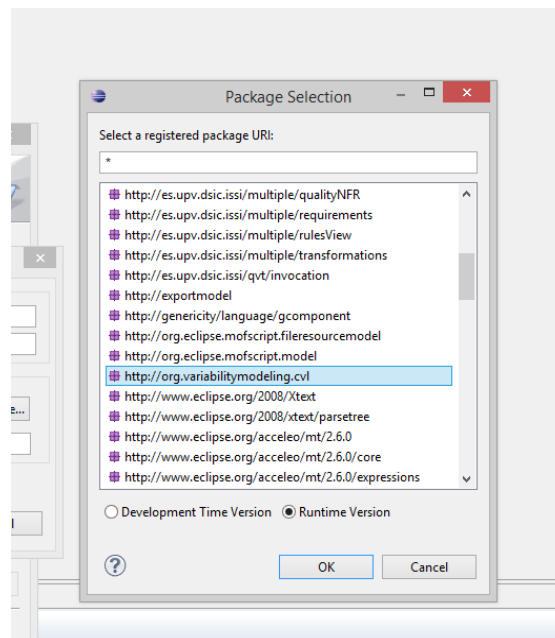 Package Selection
Select a registered package URI:
*
http://es.upv.dsic.issi/multiple/qualityNFR
http://es.upv.dsic.issi/multiple/requirements
http://es.upv.dsic.issi/multiple/rulesView
http://es.upv.dsic.issi/multiple/transformations
http://es.upv.dsic.issi/qvt/invocation
http://exportmodel
http://genericity/language/gcomponent
http://org.eclipse.mofscript.fileresourcemodel
http://org.eclipse.mofscript.model
http://org.variabilitymodeling.cvl
http://www.eclipse.org/2008/Xtext
http://www.eclipse.org/2008/xtext/parsetree
http://www.eclipse.org/acceleo/mt/2.6.0
http://www.eclipse.org/acceleo/mt/2.6.0/core
http://www.eclipse.org/acceleo/mt/2.6.0/expressions
e...
Development Time Version Runtime Version
OK Cancel